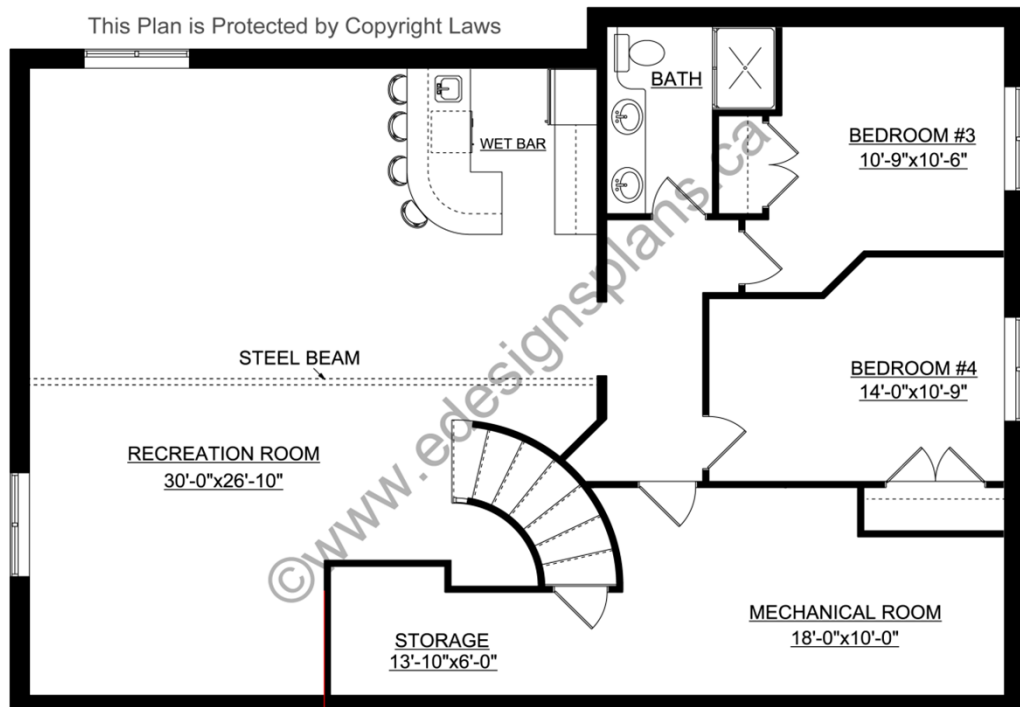 This Plan is Protected by Copyright Laws
BATH
WET BAR
BEDROOM #3
10'-9"x10'-6"
STEEL BEAM
BEDROOM #4
14'-0"x10'-9"
RECREATION ROOM
30'-0"x26'-10"
©www.edesignsplans.ca
STORAGE
13'-10"x6'-0"
MECHANICAL ROOM
18'-0"x10'-0"